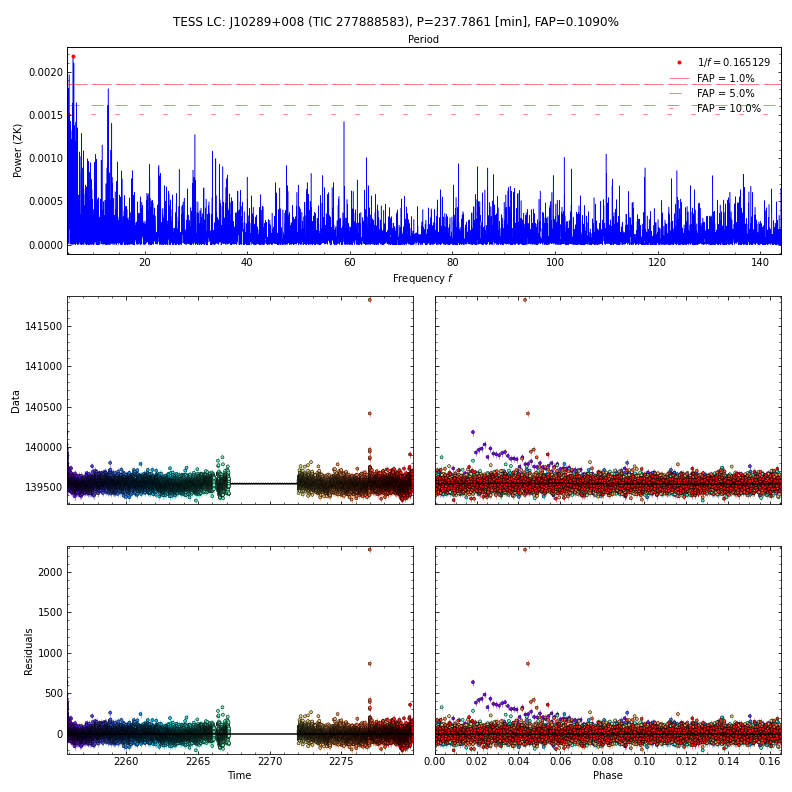 TESS LC: J10289+008 (TIC 277888583), P=237.7861 [min], FAP=0.1090%
Period
1/f = 0.165129
FAP = 1.0%
FAP = 5.0%
FAP = 10.0%
Power (ZK)
0.0020
0.0015
0.0010
0.0005
0.0000
20 40 60 80 100 120 140
Frequency f
Data
141500
141000
140500
140000
139500
Residuals
2000
1500
1000
500
0
2260 2265 2270 2275
0.00 0.02 0.04 0.06 0.08 0.10 0.12 0.14 0.16
Time
Phase